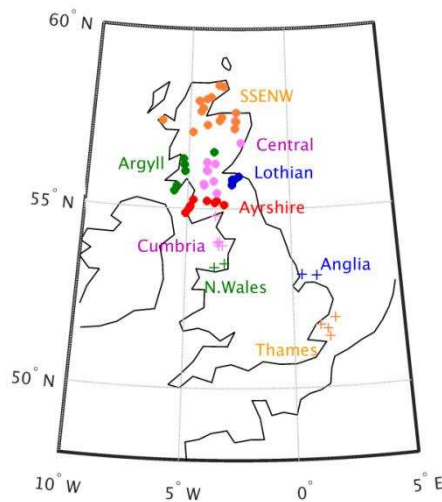 60° N
SSENW
Central
Argyll
Lothian
55° N
Ayrshire
Cumbria
Anglia
N.Wales
Thames
50° N
10° W
5° W
0°
5° E